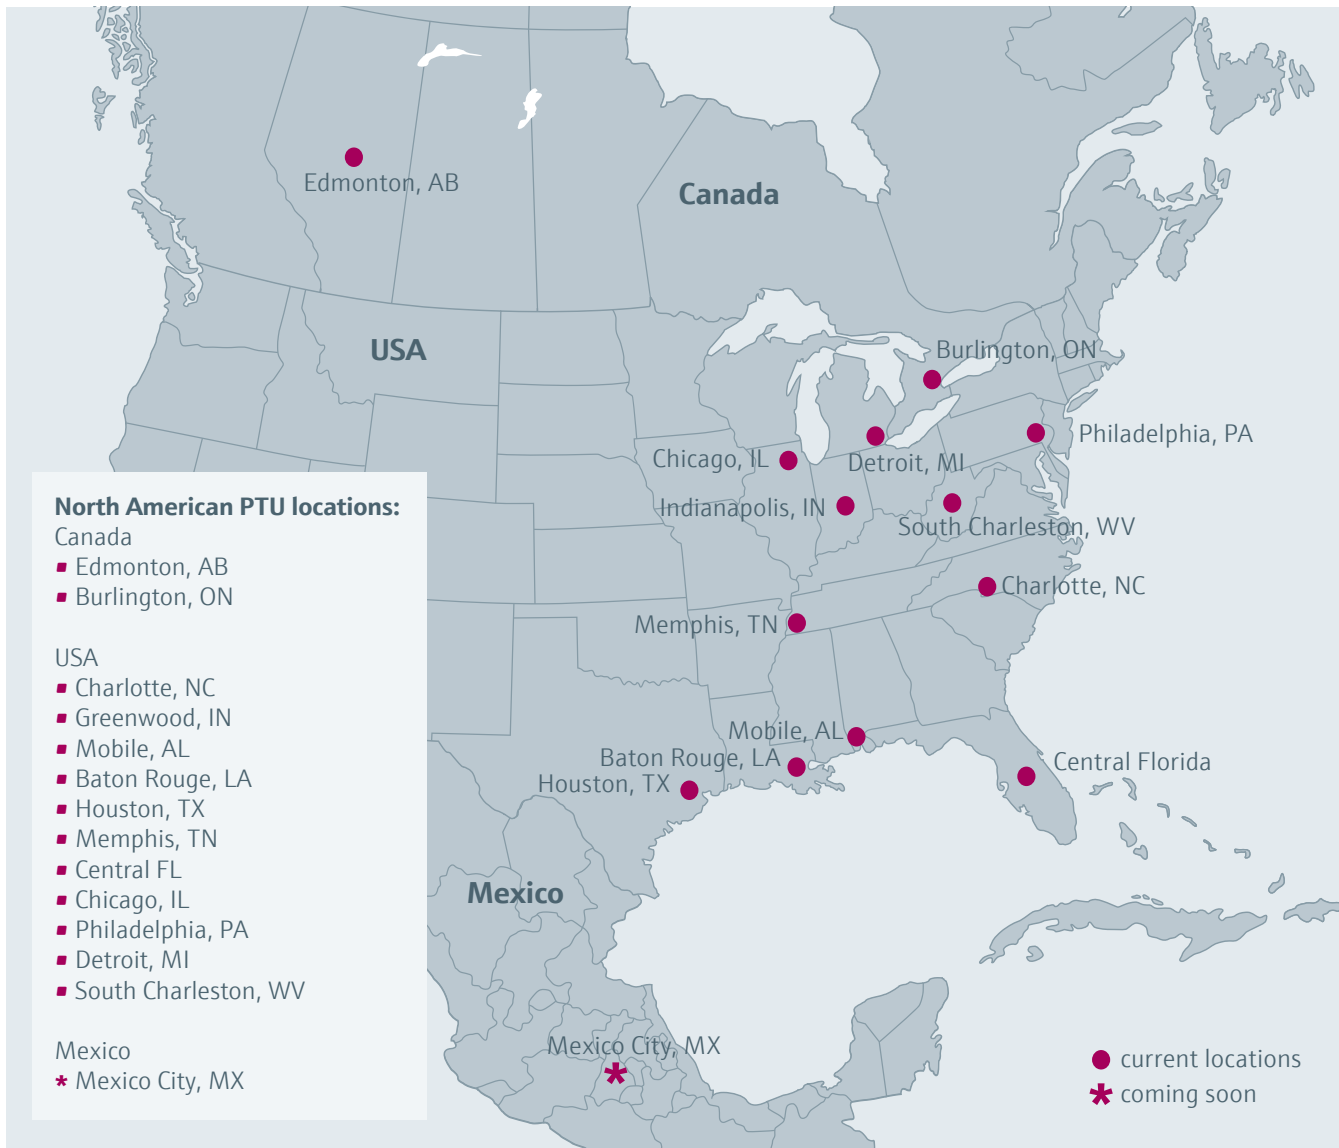 Edmonton, AB
Canada
USA
Burlington, ON
Philadelphia, PA
Chicago, IL
Detroit, MI
Indianapolis, IN
South Charleston, WV
Charlotte, NC
Memphis, TN
Mobile, AL
Baton Rouge, LA
Central Florida
Houston, TX
Mexico
Mexico City, MX
North American PTU locations:
Canada
Edmonton, AB
Burlington, ON
USA
Charlotte, NC
Greenwood, IN
Mobile, AL
Baton Rouge, LA
Houston, TX
Memphis, TN
Central FL
Chicago, IL
Philadelphia, PA
Detroit, MI
South Charleston, WV
Mexico
* Mexico City, MX
current locations
* coming soon